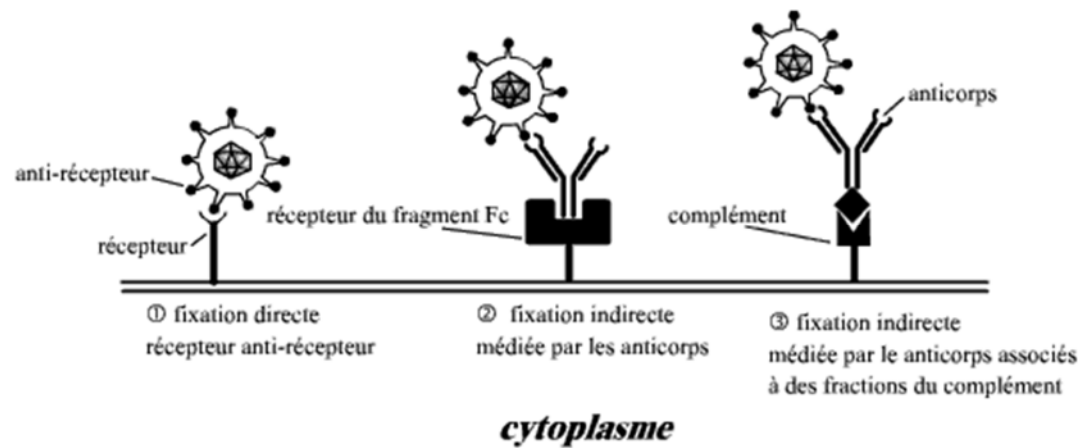 anticorps
anti-récepteur
récepteur du fragment Fc
complément
récepteur
① fixation directe
récepteur anti-récepteur
② fixation indirecte
médiée par les anticorps
③ fixation indirecte
médiée par le anticorps associés
à des fractions du complément
cytoplasme